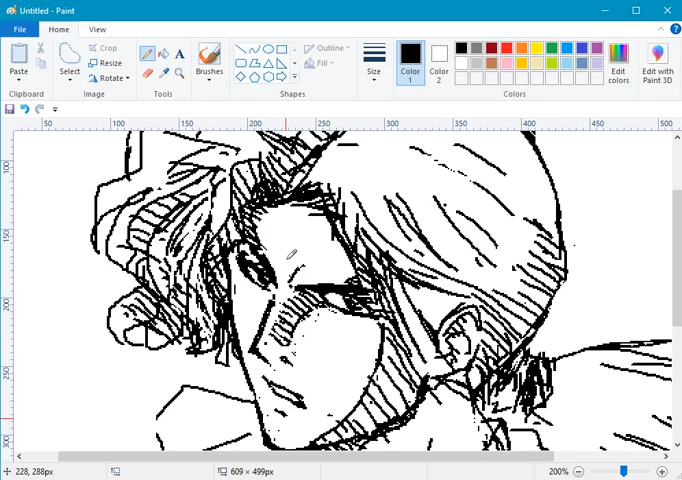 Untitled - Paint
File
Home
View
Paste
Select
Crop
Resize
Rotate
Brushes
Outline
Fill
Size
Color 1
Color 2
Edit colors
Edit with Paint 3D
Clipboard
Image
Tools
Shapes
Colors
50
100
150
200
250
300
350
400
450
500
100
150
200
250
300
228, 288px
609 × 499px
200%